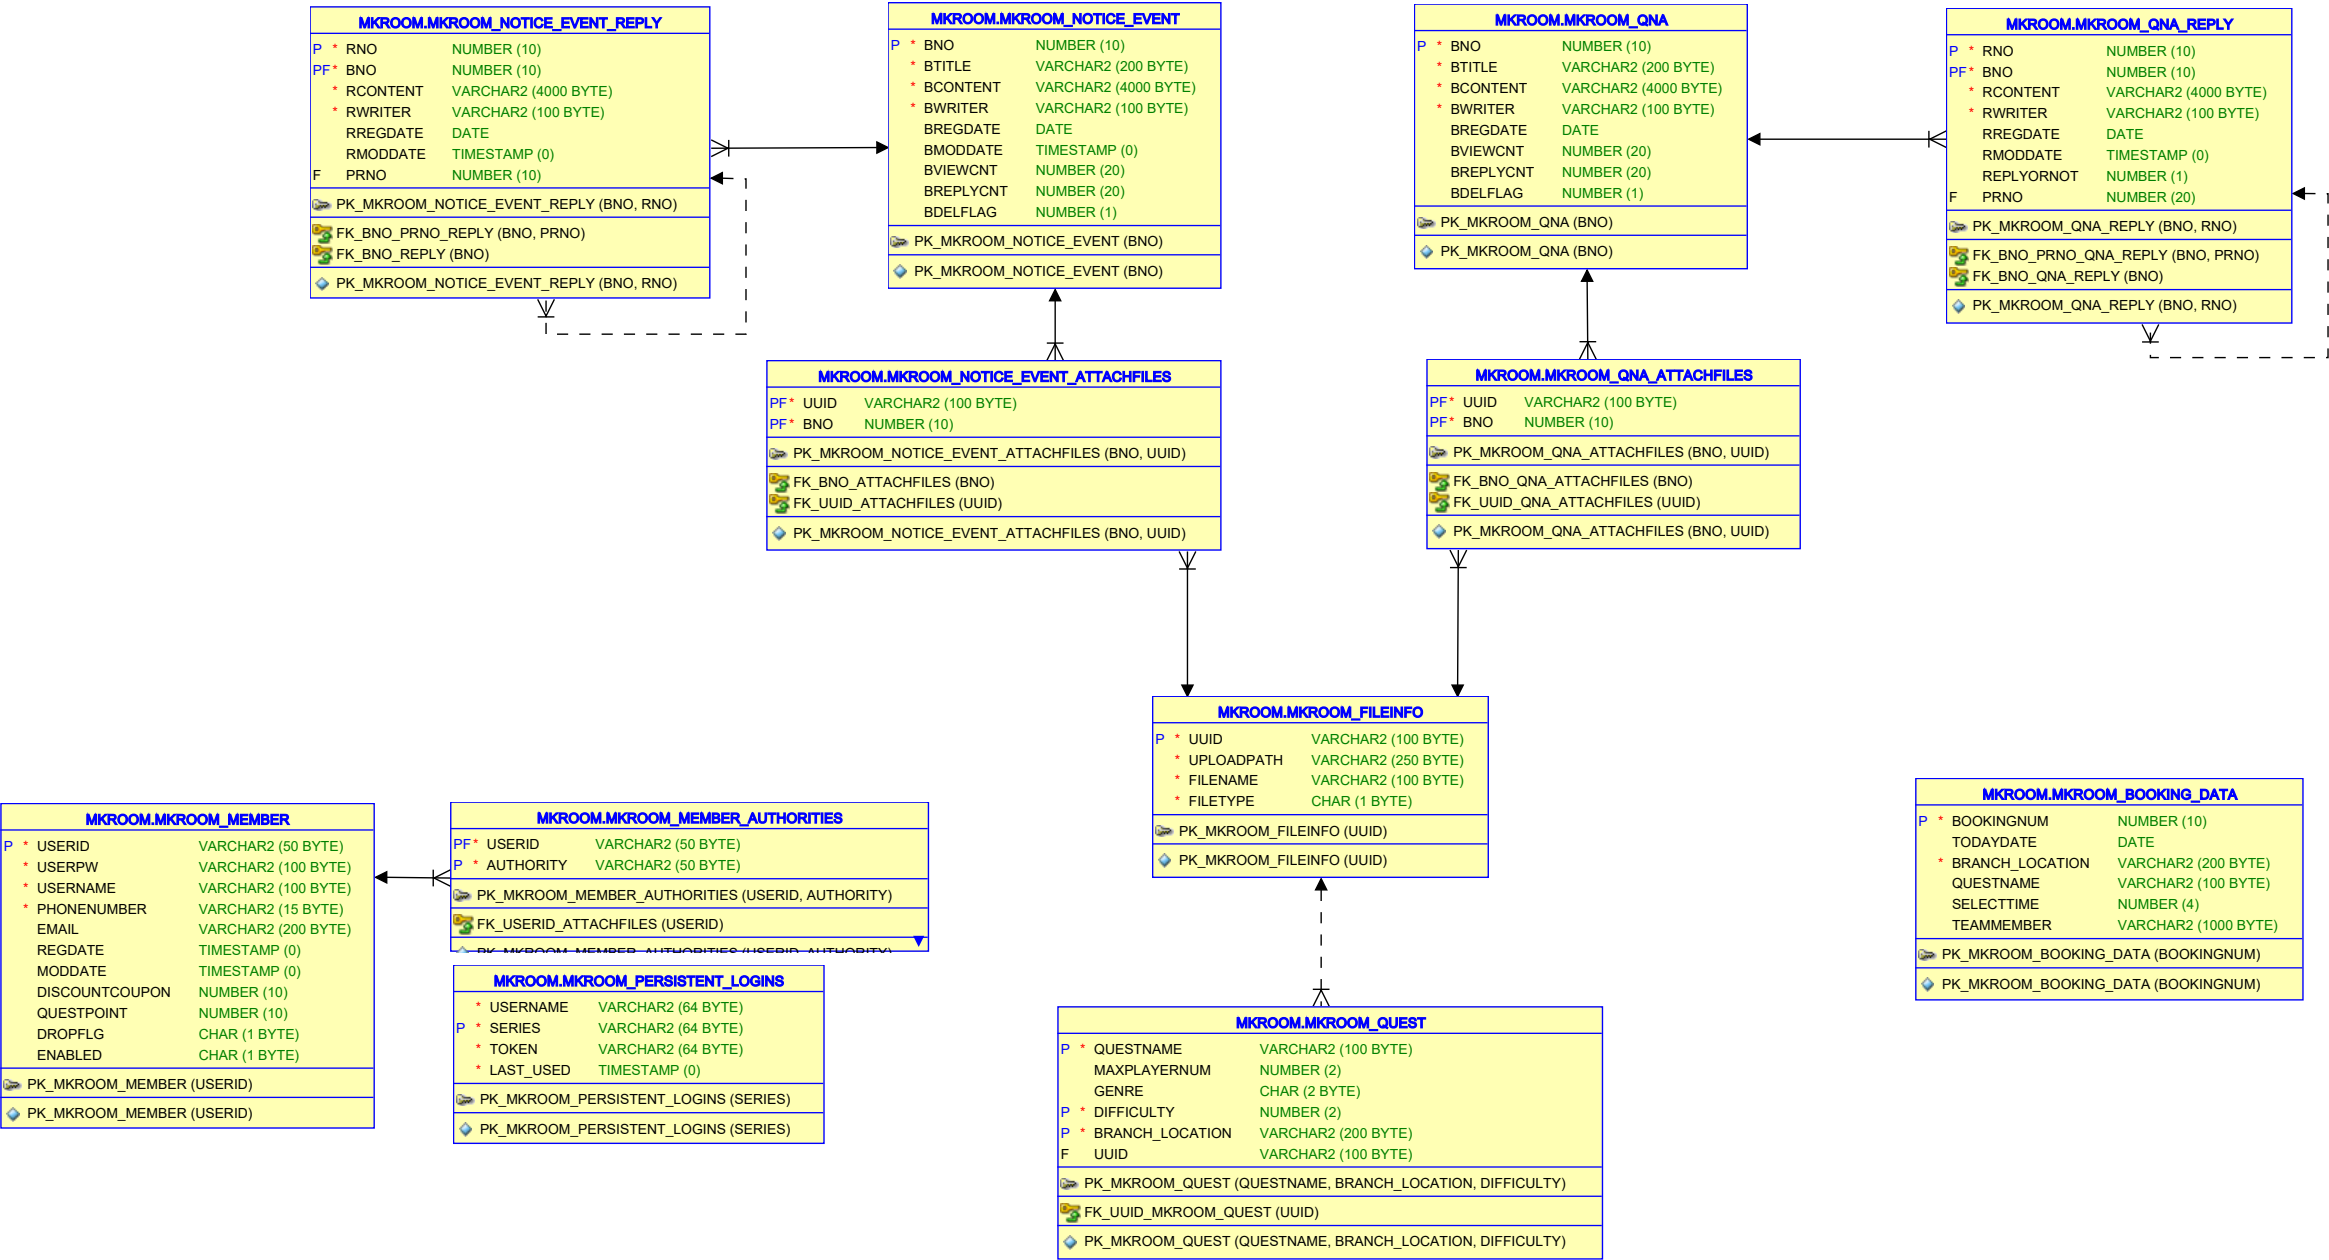 MKROOM.MKROOM_NOTICE_EVENT_REPLY
P * RNO NUMBER (10)
PF* BNO NUMBER (10)
* RCONTENT VARCHAR2 (4000 BYTE)
* RWRITER VARCHAR2 (100 BYTE)
RREGDATE DATE
RMODDATE TIMESTAMP (0)
F PRNO NUMBER (10)
PK_MKROOM_NOTICE_EVENT_REPLY (BNO, RNO)
FK_BNO_PRNO_REPLY (BNO, PRNO)
FK_BNO_REPLY (BNO)
PK_MKROOM_NOTICE_EVENT_REPLY (BNO, RNO)
MKROOM.MKROOM_NOTICE_EVENT
P * BNO NUMBER (10)
* BTITLE VARCHAR2 (200 BYTE)
* BCONTENT VARCHAR2 (4000 BYTE)
* BWRITER VARCHAR2 (100 BYTE)
BREGDATE DATE
BMODDATE TIMESTAMP (0)
BVIEWCNT NUMBER (20)
BREPLYCNT NUMBER (20)
BDELFLAG NUMBER (1)
PK_MKROOM_NOTICE_EVENT (BNO)
PK_MKROOM_NOTICE_EVENT (BNO)
MKROOM.MKROOM_QNA
P * BNO NUMBER (10)
* BTITLE VARCHAR2 (200 BYTE)
* BCONTENT VARCHAR2 (4000 BYTE)
* BWRITER VARCHAR2 (100 BYTE)
BREGDATE DATE
BVIEWCNT NUMBER (20)
BREPLYCNT NUMBER (20)
BDELFLAG NUMBER (1)
PK_MKROOM_QNA (BNO)
PK_MKROOM_QNA (BNO)
MKROOM.MKROOM_QNA_REPLY
P * RNO NUMBER (10)
PF* BNO NUMBER (10)
* RCONTENT VARCHAR2 (4000 BYTE)
* RWRITER VARCHAR2 (100 BYTE)
RREGDATE DATE
RMODDATE TIMESTAMP (0)
REPLYORNOT NUMBER (1)
F PRNO NUMBER (20)
PK_MKROOM_QNA_REPLY (BNO, RNO)
FK_BNO_PRNO_QNA_REPLY (BNO, PRNO)
FK_BNO_QNA_REPLY (BNO)
PK_MKROOM_QNA_REPLY (BNO, RNO)
MKROOM.MKROOM_NOTICE_EVENT_ATTACHFILES
PF* UUID VARCHAR2 (100 BYTE)
PF* BNO NUMBER (10)
PK_MKROOM_NOTICE_EVENT_ATTACHFILES (BNO, UUID)
FK_BNO_ATTACHFILES (BNO)
FK_UUID_ATTACHFILES (UUID)
PK_MKROOM_NOTICE_EVENT_ATTACHFILES (BNO, UUID)
MKROOM.MKROOM_QNA_ATTACHFILES
PF* UUID VARCHAR2 (100 BYTE)
PF* BNO NUMBER (10)
PK_MKROOM_QNA_ATTACHFILES (BNO, UUID)
FK_BNO_QNA_ATTACHFILES (BNO)
FK_UUID_QNA_ATTACHFILES (UUID)
PK_MKROOM_QNA_ATTACHFILES (BNO, UUID)
MKROOM.MKROOM_FILEINFO
P * UUID VARCHAR2 (100 BYTE)
* UPLOADPATH VARCHAR2 (250 BYTE)
* FILENAME VARCHAR2 (100 BYTE)
* FILETYPE CHAR (1 BYTE)
PK_MKROOM_FILEINFO (UUID)
PK_MKROOM_FILEINFO (UUID)
MKROOM.MKROOM_MEMBER
P * USERID VARCHAR2 (50 BYTE)
* USERPW VARCHAR2 (100 BYTE)
* USERNAME VARCHAR2 (100 BYTE)
* PHONENUMBER VARCHAR2 (15 BYTE)
EMAIL VARCHAR2 (200 BYTE)
REGDATE TIMESTAMP (0)
MODDATE TIMESTAMP (0)
DISCOUNTCOUPON NUMBER (10)
QUESTPOINT NUMBER (10)
DROPFLG CHAR (1 BYTE)
ENABLED CHAR (1 BYTE)
PK_MKROOM_MEMBER (USERID)
PK_MKROOM_MEMBER (USERID)
MKROOM.MKROOM_MEMBER_AUTHORITIES
PF* USERID VARCHAR2 (50 BYTE)
P * AUTHORITY VARCHAR2 (50 BYTE)
PK_MKROOM_MEMBER_AUTHORITIES (USERID, AUTHORITY)
FK_USERID_ATTACHFILES (USERID)
PK_MKROOM_MEMBER_AUTHORITIES (USERID, AUTHORITY)
MKROOM.MKROOM_PERSISTENT_LOGINS
* USERNAME VARCHAR2 (64 BYTE)
P * SERIES VARCHAR2 (64 BYTE)
* TOKEN VARCHAR2 (64 BYTE)
* LAST_USED TIMESTAMP (0)
PK_MKROOM_PERSISTENT_LOGINS (SERIES)
PK_MKROOM_PERSISTENT_LOGINS (SERIES)
MKROOM.MKROOM_QUEST
P * QUESTNAME VARCHAR2 (100 BYTE)
MAXPLAYERNUM NUMBER (2)
GENRE CHAR (2 BYTE)
P * DIFFICULTY NUMBER (2)
P * BRANCH_LOCATION VARCHAR2 (200 BYTE)
F UUID VARCHAR2 (100 BYTE)
PK_MKROOM_QUEST (QUESTNAME, BRANCH_LOCATION, DIFFICULTY)
FK_UUID_MKROOM_QUEST (UUID)
PK_MKROOM_QUEST (QUESTNAME, BRANCH_LOCATION, DIFFICULTY)
MKROOM.MKROOM_BOOKING_DATA
P * BOOKINGNUM NUMBER (10)
TODAYDATE DATE
* BRANCH_LOCATION VARCHAR2 (200 BYTE)
QUESTNAME VARCHAR2 (100 BYTE)
SELECTTIME NUMBER (4)
TEAMMEMBER VARCHAR2 (1000 BYTE)
PK_MKROOM_BOOKING_DATA (BOOKINGNUM)
PK_MKROOM_BOOKING_DATA (BOOKINGNUM)